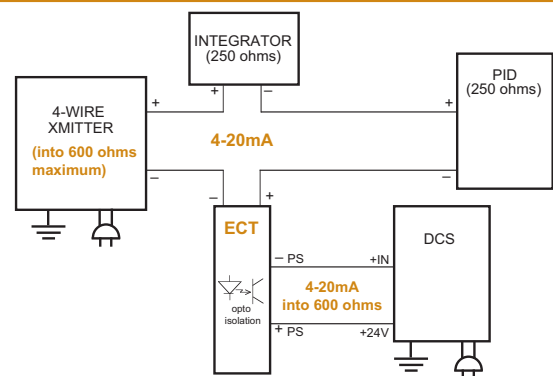 INTEGRATOR
(250 ohms)
+ −
4-WIRE
XMITTER
(into 600 ohms
maximum)
+
−
4-20mA
PID
(250 ohms)
+
−
− +
ECT
opto
isolation
− PS
+ PS
4-20mA
into 600 ohms
DCS
+IN
+24V